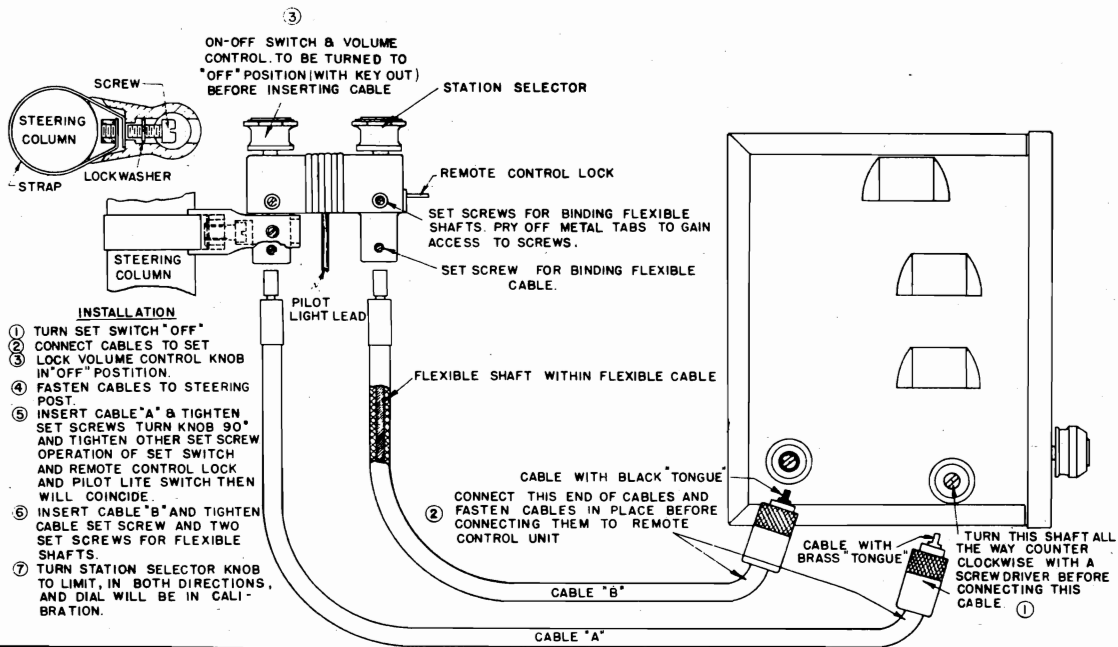 ③
ON-OFF SWITCH & VOLUME
CONTROL. TO BE TURNED TO
"OFF" POSITION (WITH KEY OUT)
BEFORE INSERTING CABLE
STATION SELECTOR
SCREW
STEERING
COLUMN
LOCKWASHER
STRAP
REMOTE CONTROL LOCK
SET SCREWS FOR BINDING FLEXIBLE
SHAFTS. PRY OFF METAL TABS TO GAIN
ACCESS TO SCREWS.
STEERING
COLUMN
SET SCREW FOR BINDING FLEXIBLE
CABLE.
PILOT
LIGHT LEAD
INSTALLATION
① TURN SET SWITCH "OFF"
② CONNECT CABLES TO SET
③ LOCK VOLUME CONTROL KNOB
IN "OFF" POSTITION.
④ FASTEN CABLES TO STEERING
POST.
⑤ INSERT CABLE "A" & TIGHTEN
SET SCREWS TURN KNOB 90°
AND TIGHTEN OTHER SET SCREW
OPERATION OF SET SWITCH
AND REMOTE CONTROL LOCK
AND PILOT LITE SWITCH THEN
WILL COINCIDE.
⑥ INSERT CABLE "B" AND TIGHTEN
CABLE SET SCREW AND TWO
SET SCREWS FOR FLEXIBLE
SHAFTS.
⑦ TURN STATION SELECTOR KNOB
TO LIMIT, IN BOTH DIRECTIONS,
AND DIAL WILL BE IN CALI-
BRATION.
FLEXIBLE SHAFT WITHIN FLEXIBLE CABLE
CABLE WITH BLACK "TONGUE"
② CONNECT THIS END OF CABLES AND
FASTEN CABLES IN PLACE BEFORE
CONNECTING THEM TO REMOTE
CONTROL UNIT
CABLE WITH
BRASS "TONGUE"
TURN THIS SHAFT ALL
THE WAY COUNTER
CLOCKWISE WITH A
SCREW DRIVER BEFORE
CONNECTING THIS
CABLE. ①
CABLE "B"
CABLE "A"